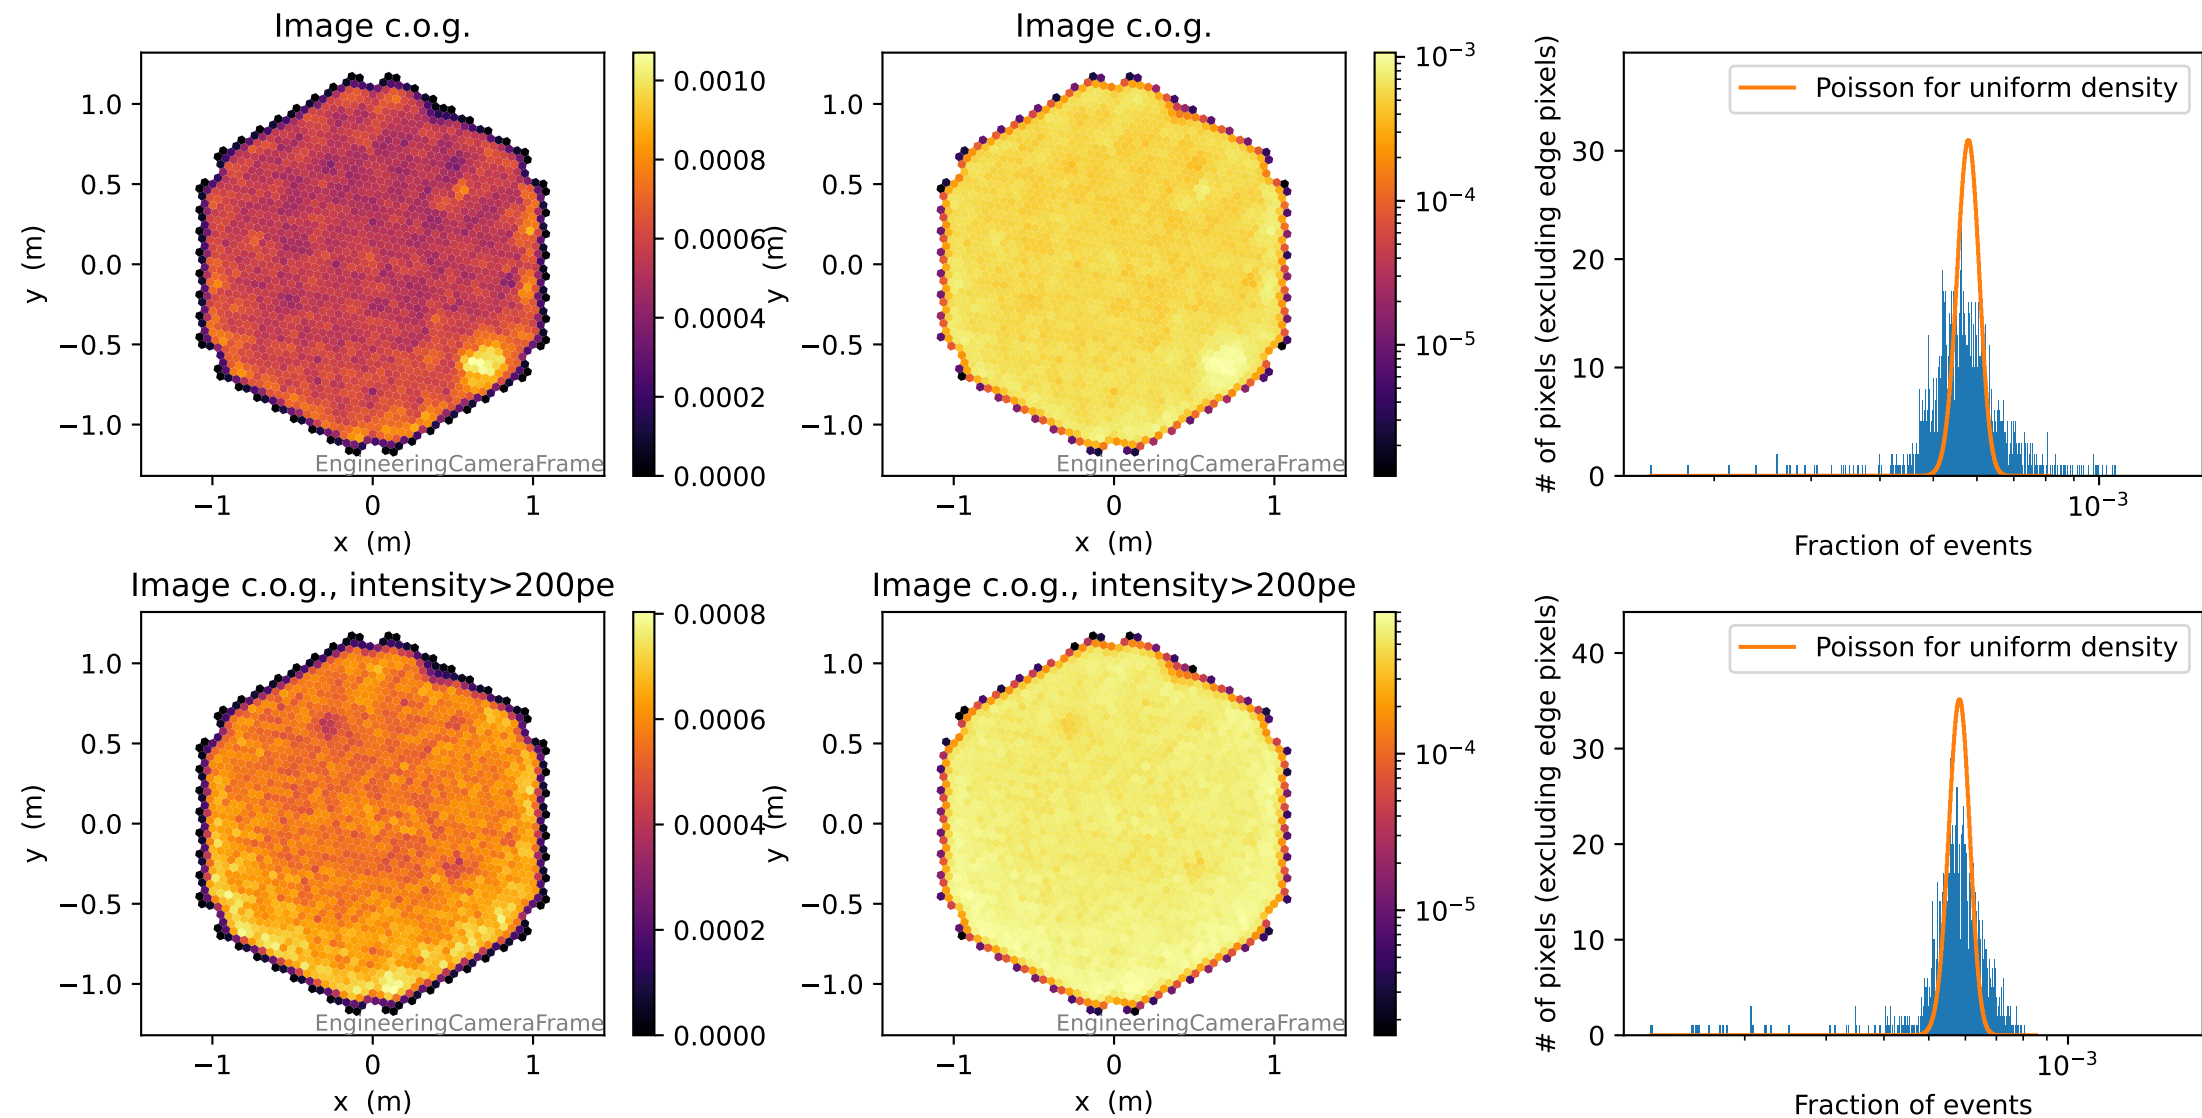 Image c.o.g.
y (m)
1.0
0.5
0.0
−0.5
−1.0
−1
0
1
x (m)
EngineeringCameraFrame
0.0010
0.0008
0.0006
0.0004
0.0002
0.0000
Image c.o.g.
y (m)
1.0
0.5
0.0
−0.5
−1.0
−1
0
1
x (m)
EngineeringCameraFrame
10⁻³
10⁻⁴
10⁻⁵
# of pixels (excluding edge pixels)
30
20
10
0
Poisson for uniform density
10⁻³
Fraction of events
Image c.o.g., intensity>200pe
y (m)
1.0
0.5
0.0
−0.5
−1.0
−1
0
1
x (m)
EngineeringCameraFrame
0.0008
0.0006
0.0004
0.0002
0.0000
Image c.o.g., intensity>200pe
y (m)
1.0
0.5
0.0
−0.5
−1.0
−1
0
1
x (m)
EngineeringCameraFrame
10⁻⁴
10⁻⁵
# of pixels (excluding edge pixels)
40
30
20
10
0
Poisson for uniform density
10⁻³
Fraction of events